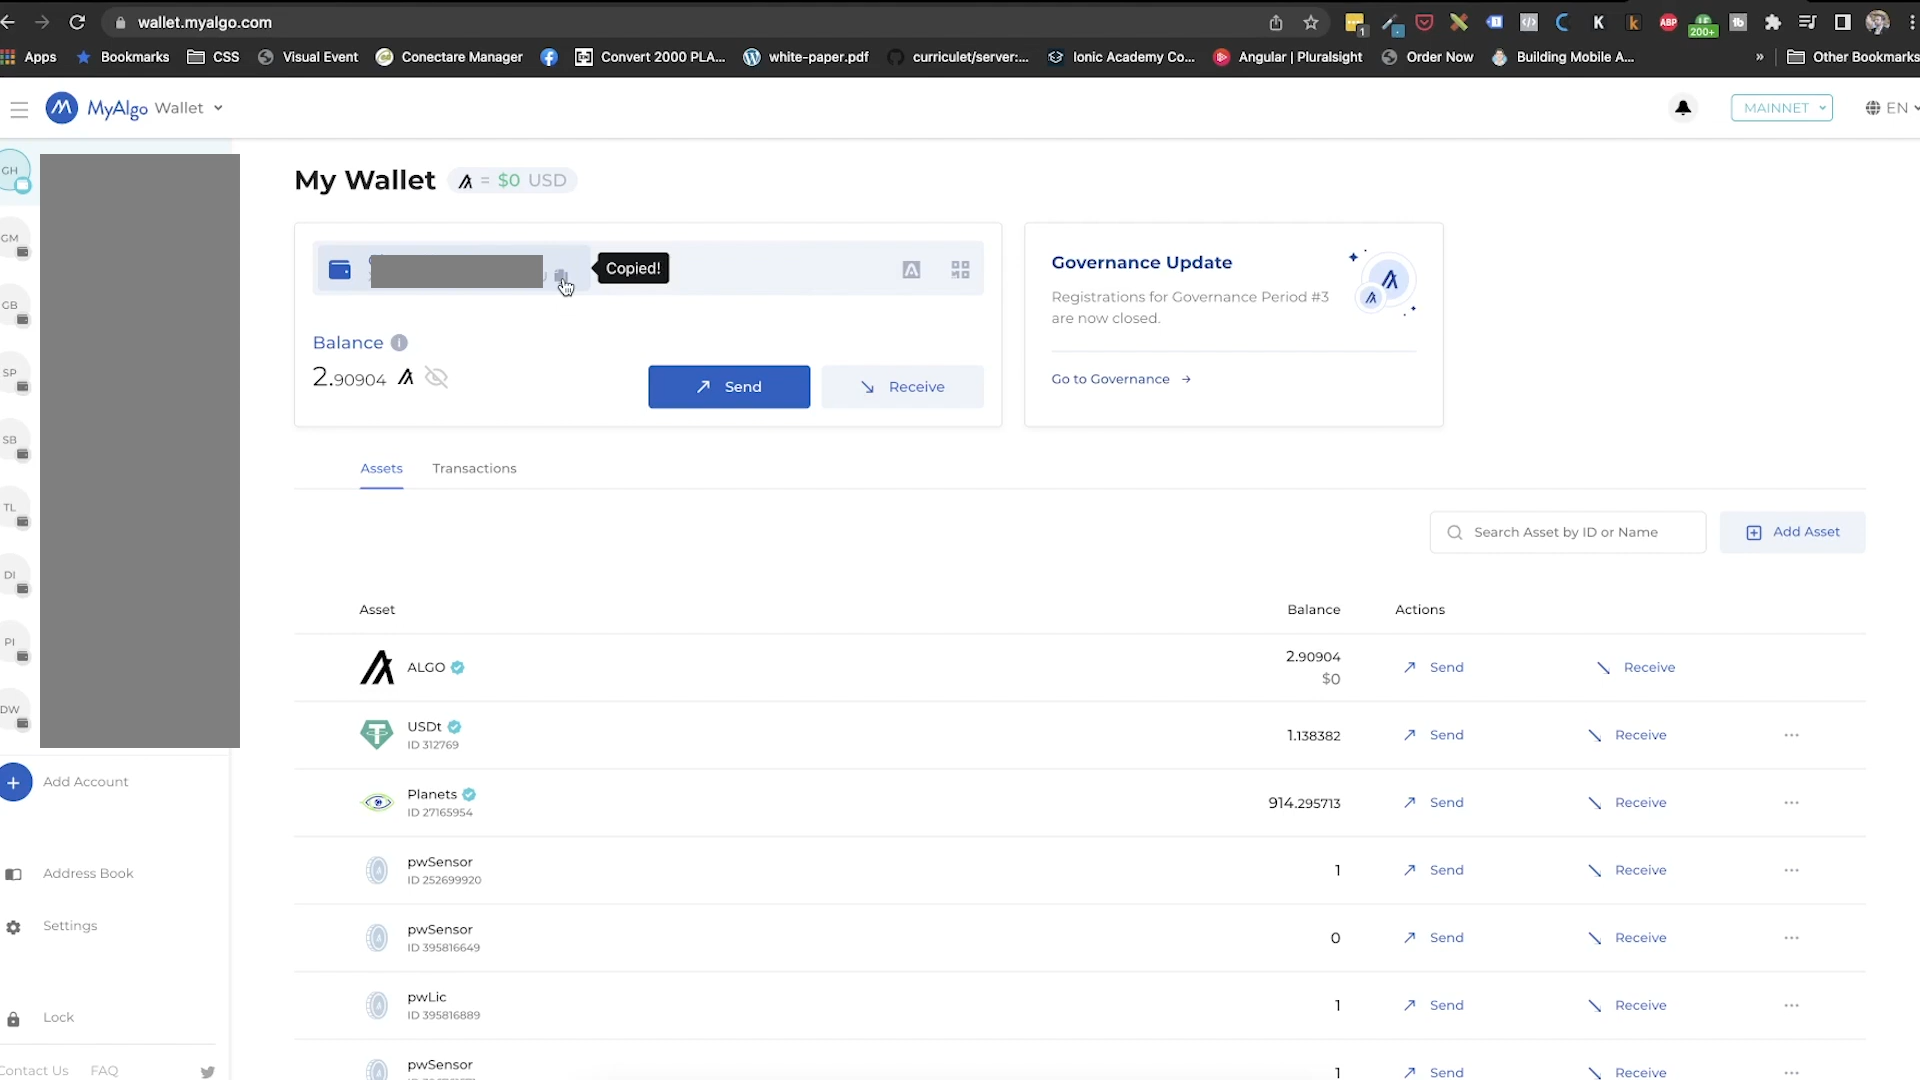 wallet.myalgo.com
1
ABP
200+
tb
K
k
Apps
Bookmarks
CSS
Visual Event
Conectare Manager
Convert 2000 PLA...
white-paper.pdf
curriculet/server:...
Ionic Academy Co...
Angular | Pluralsight
Order Now
Building Mobile A...
»
Other Bookmarks
MyAlgo Wallet
MAINNET
EN
GH
GM
GB
SP
SB
TL
DI
PI
DW
Add Account
Address Book
Settings
Lock
Contact Us
FAQ
My Wallet
= $0 USD
Copied!
Balance
2.90904
Send
Receive
Governance Update
Registrations for Governance Period #3
are now closed.
Go to Governance →
Assets
Transactions
Search Asset by ID or Name
Add Asset
Asset
Balance
Actions
ALGO
2.90904
$0
Send
Receive
USDt
ID 312769
1.138382
Send
Receive
Planets
ID 27165954
914.295713
Send
Receive
pwSensor
ID 252699920
1
Send
Receive
pwSensor
ID 395816649
0
Send
Receive
pwLic
ID 395816889
1
Send
Receive
pwSensor
1
Send
Receive